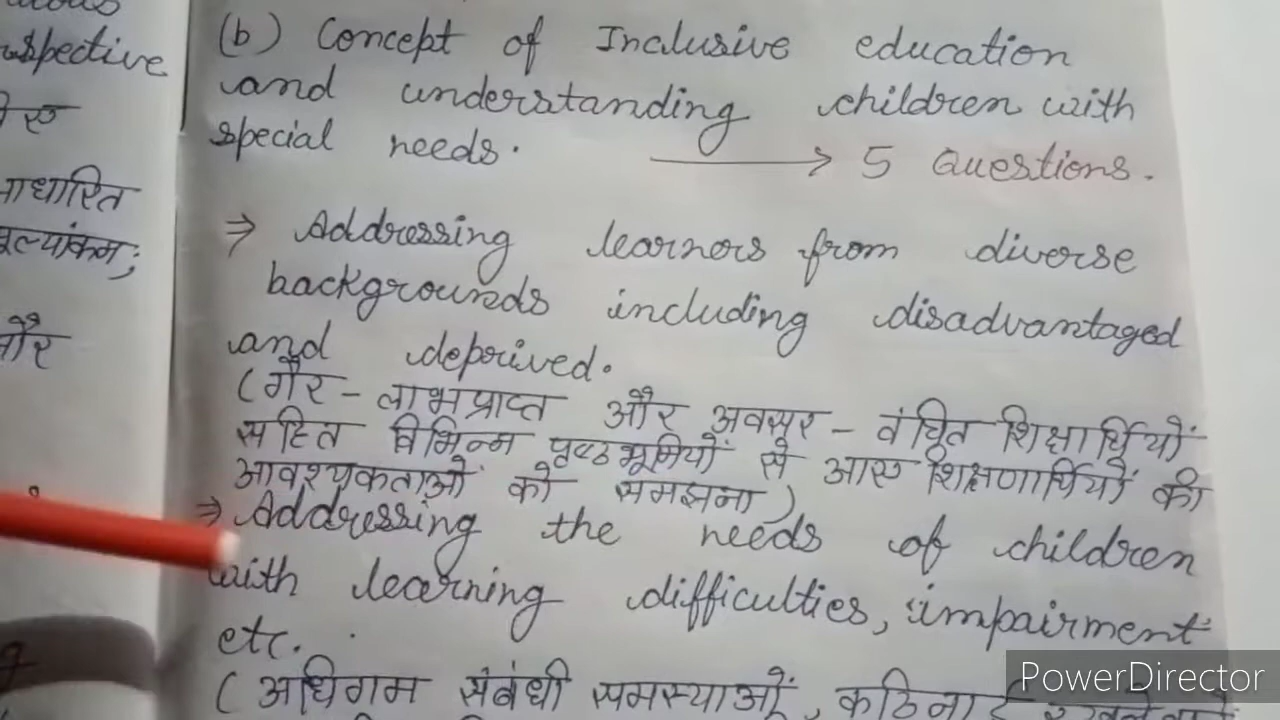 (b) Concept of Inclusive education
and understanding children with
special needs. → 5 Questions.
⇒ Addressing learners from diverse
backgrounds including disadvantaged
and deprived.
(गैर - लाभप्राप्त और अवसर - वंचित शिक्षार्थियों
सहित विभिन्न पृष्ठभूमियों से आए शिक्षणार्थियों की
आवश्यकताओं को समझना)
⇒ Addressing the needs of children
with learning difficulties, impairment
etc.
(अधिगम संबंधी समस्याओं, कठिनाई
PowerDirector